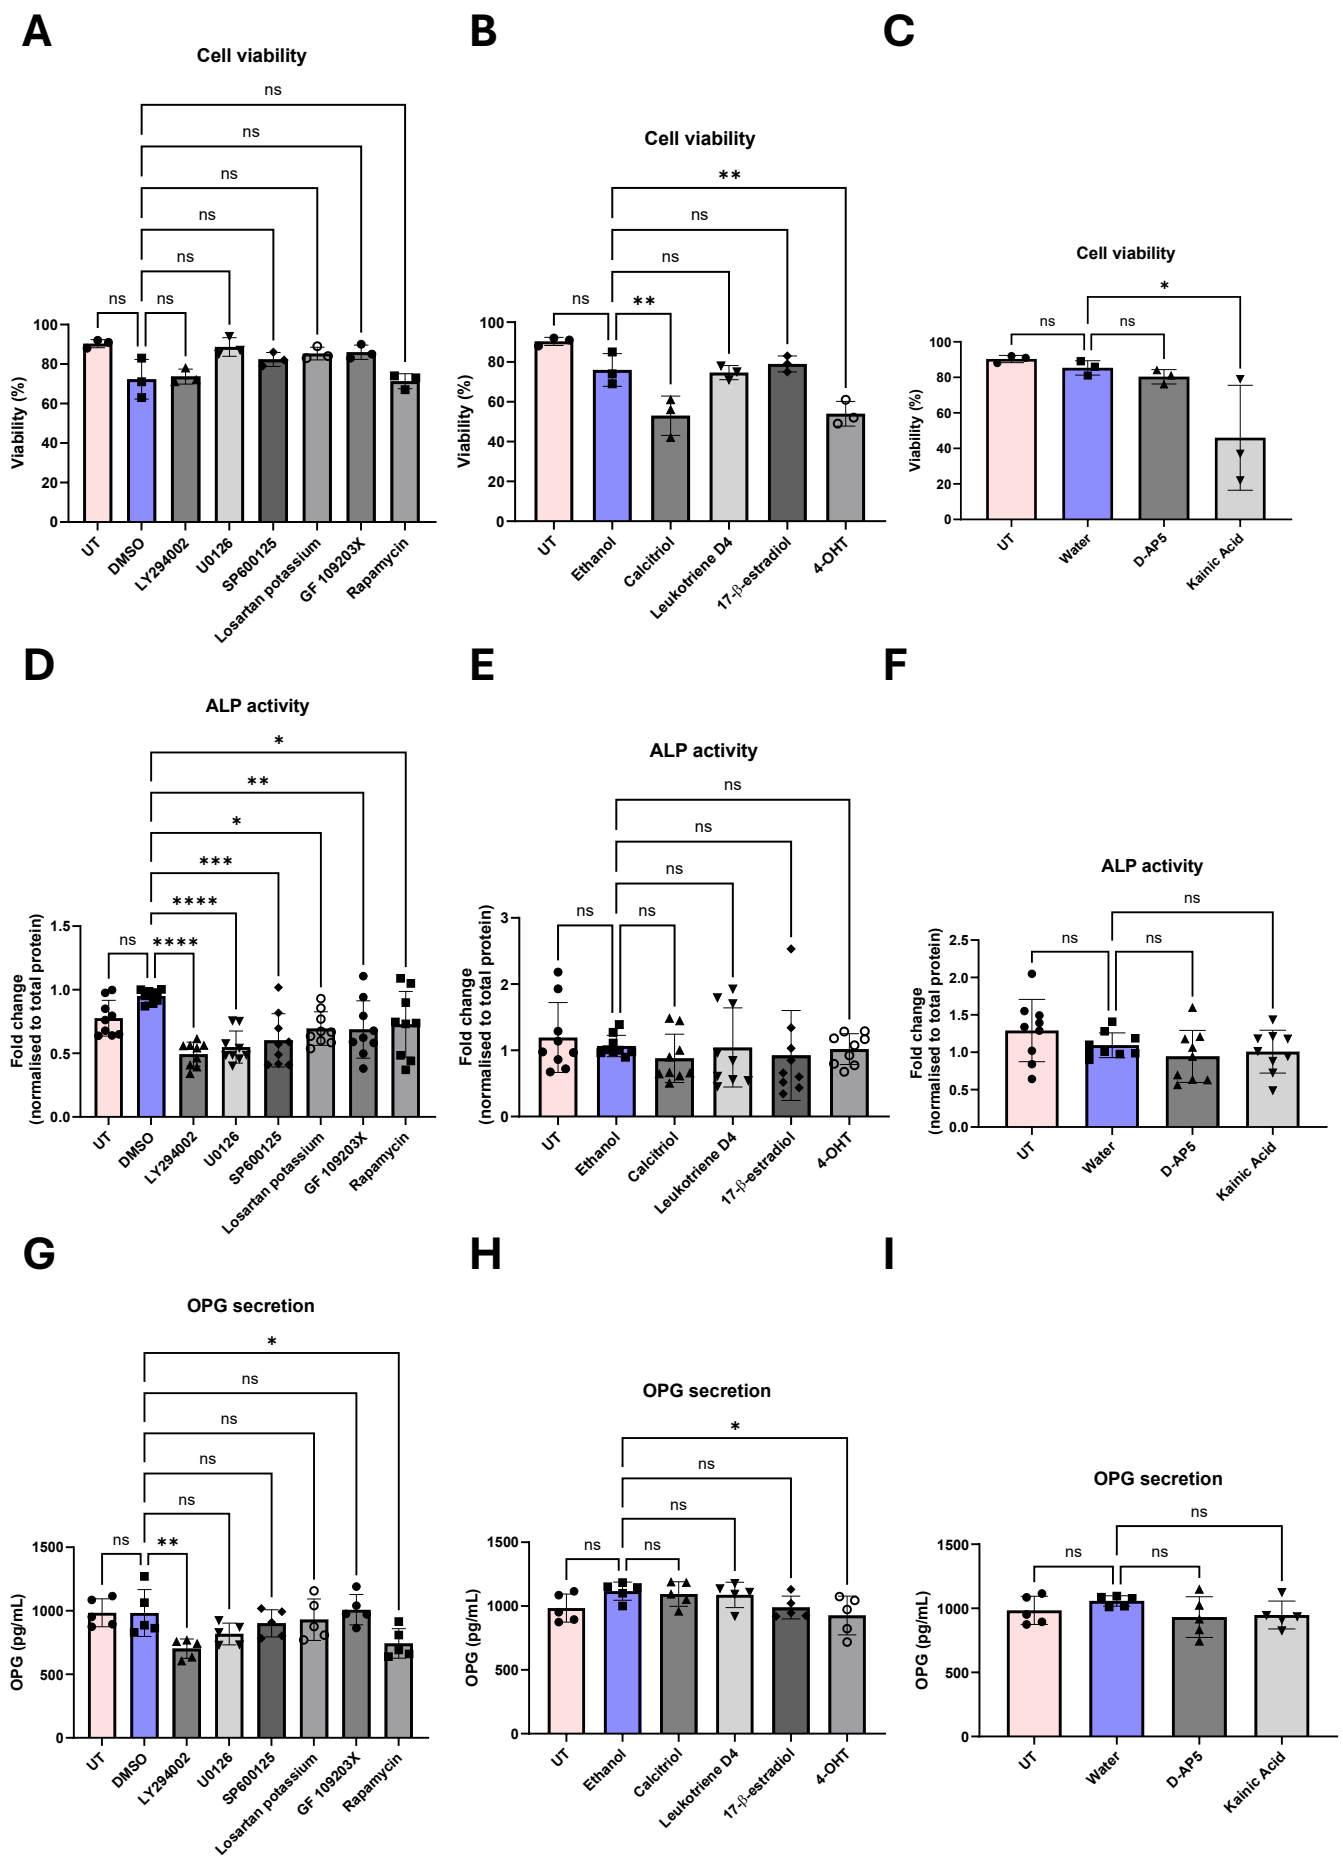 A
Cell viability
ns
ns
ns
ns
ns
ns
ns
Viability (%)
100
80
60
40
20
0
UT
DMSO
LY294002
U0126
SP600125
Losartan potassium
GF 109203X
Rapamycin
B
Cell viability
**
ns
ns
ns
**
Viability (%)
100
80
60
40
20
0
UT
Ethanol
Calcitriol
Leukotriene D4
17-β-estradiol
4-OHT
C
Cell viability
*
ns
ns
Viability (%)
100
80
60
40
20
0
UT
Water
D-AP5
Kainic Acid
D
ALP activity
*
**
*
***
****
ns
****
Fold change
(normalised to total protein)
1.5
1.0
0.5
0.0
UT
DMSO
LY294002
U0126
SP600125
Losartan potassium
GF 109203X
Rapamycin
E
ALP activity
ns
ns
ns
ns
ns
Fold change
(normalised to total protein)
3
2
1
0
UT
Ethanol
Calcitriol
Leukotriene D4
17-β-estradiol
4-OHT
F
ALP activity
ns
ns
ns
Fold change
(normalised to total protein)
2.5
2.0
1.5
1.0
0.5
0.0
UT
Water
D-AP5
Kainic Acid
G
OPG secretion
*
ns
ns
ns
ns
ns
**
OPG (pg/mL)
1500
1000
500
0
UT
DMSO
LY294002
U0126
SP600125
Losartan potassium
GF 109203X
Rapamycin
H
OPG secretion
*
ns
ns
ns
ns
OPG (pg/mL)
1500
1000
500
0
UT
Ethanol
Calcitriol
Leukotriene D4
17-β-estradiol
4-OHT
I
OPG secretion
ns
ns
ns
OPG (pg/mL)
1500
1000
500
0
UT
Water
D-AP5
Kainic Acid